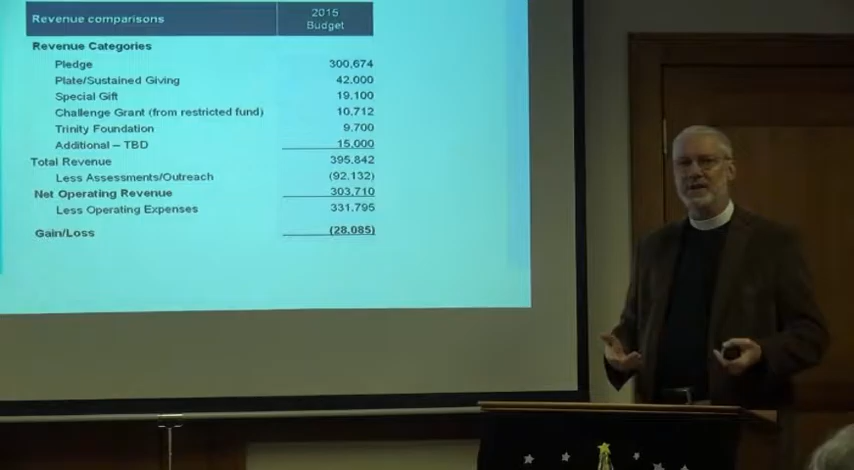 Revenue comparisons 2015 Budget
Revenue Categories
Pledge 300,674
Plate/Sustained Giving 42,000
Special Gift 19,100
Challenge Grant (from restricted fund) 10,712
Trinity Foundation 9,700
Additional – TBD 15,000
Total Revenue 395,842
Less Assessments/Outreach (92,132)
Net Operating Revenue 303,710
Less Operating Expenses 331,795
Gain/Loss (28,085)